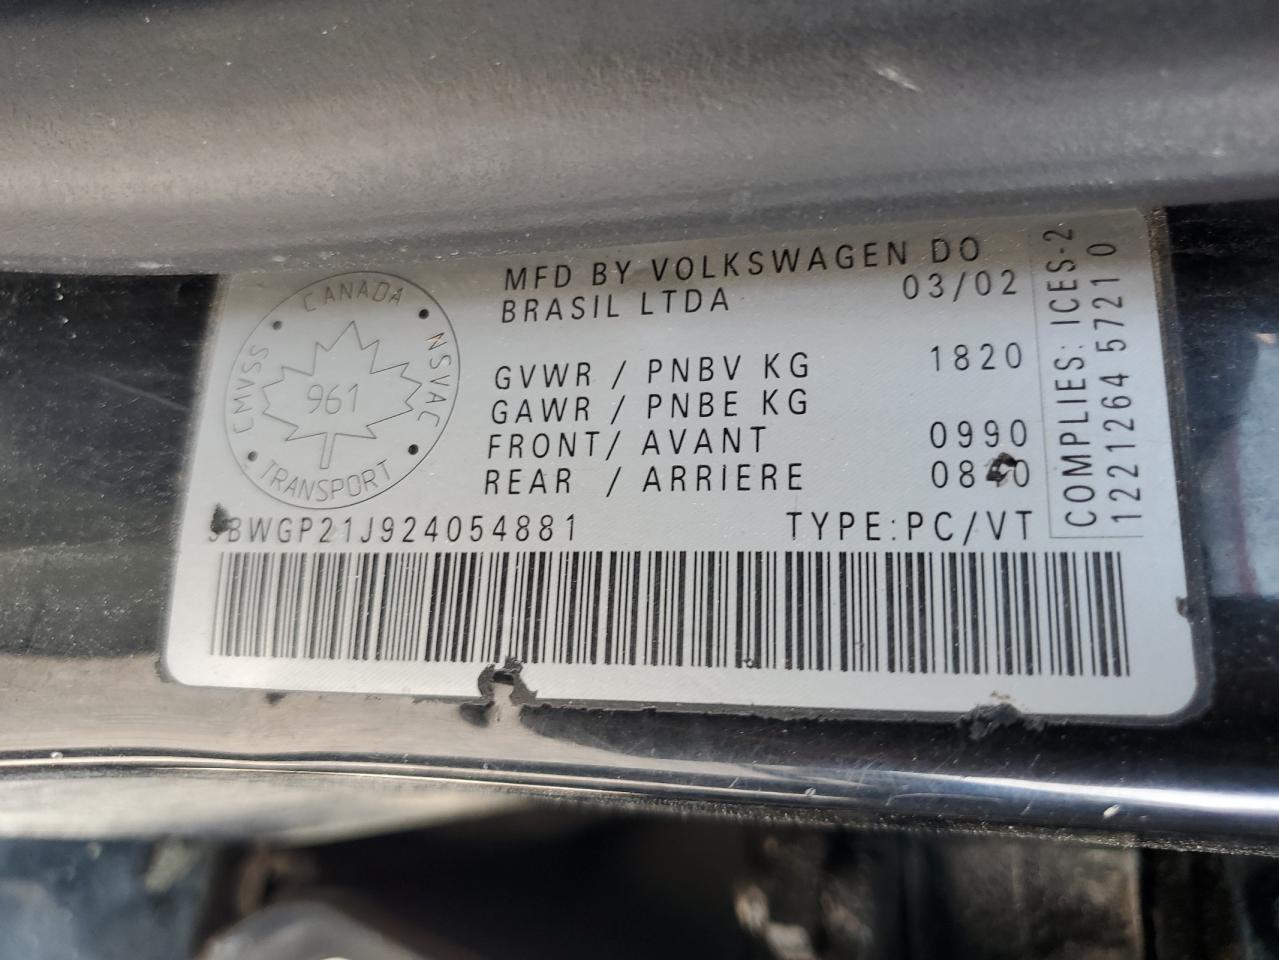 CANADA
CMVSS
NSVAC
961
TRANSPORT
MFD BY VOLKSWAGEN DO
BRASIL LTDA 03/02
GVWR / PNBV KG 1820
GAWR / PNBE KG
FRONT/ AVANT 0990
REAR / ARRIERE
TYPE:PC/VT
COMPLIES: ICES-2
1221264 5721 0